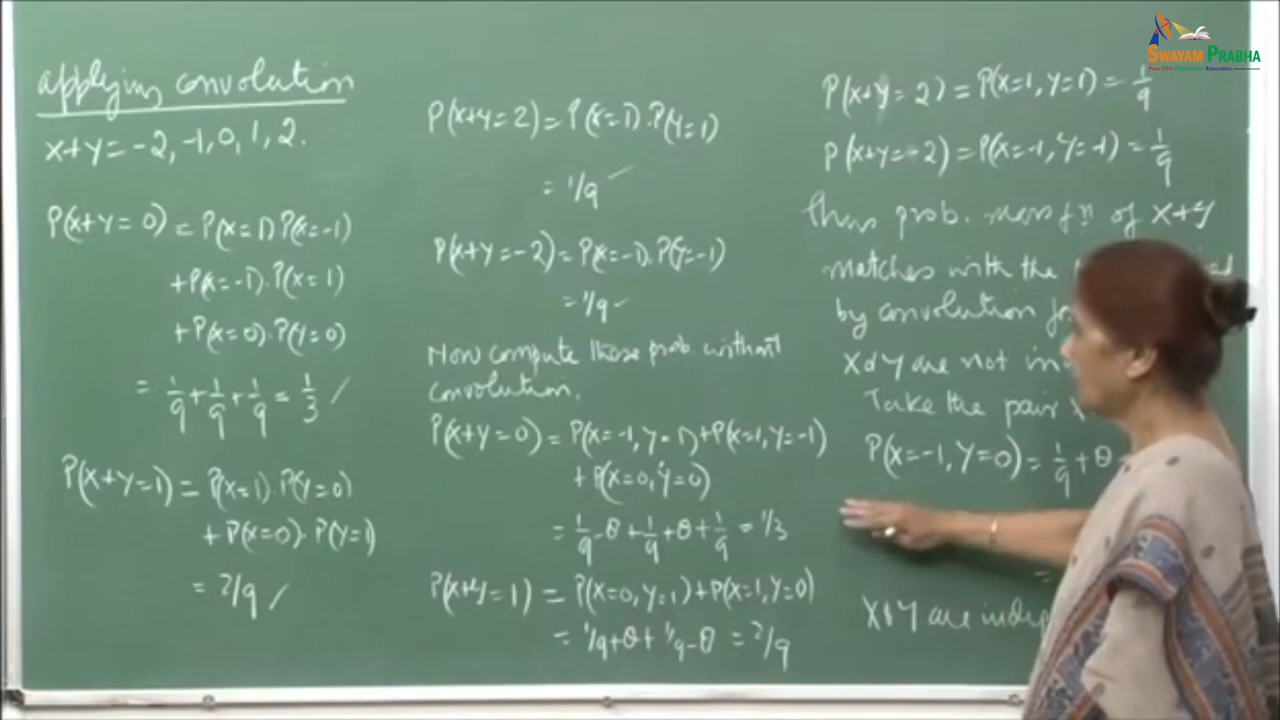 applying convolution
X+Y = -2, -1, 0, 1, 2.
P(X+Y = 0) = P(X=1) P(X=-1)
+ P(X=-1). P(X=1)
+ P(X=0). P(Y=0)
= 1/9 + 1/9 + 1/9 = 1/3 ✓
P(X+Y=1) = P(X=1). P(Y=0)
+ P(X=0). P(Y=1)
= 2/9 ✓
P(X+Y=2) = P(X=1). P(Y=1)
= 1/9 ✓
P(X+Y=-2) = P(X=-1). P(Y=-1)
= 1/9 ✓
Now compute these prob. without
convolution.
P(X+Y=0) = P(X=-1, Y=1) + P(X=1, Y=-1)
+ P(X=0, Y=0)
= 1/9 - θ + 1/9 + θ + 1/9 = 1/3
P(X+Y=1) = P(X=0, Y=1) + P(X=1, Y=0)
= 1/9 + θ + 1/9 - θ = 2/9
P(X+Y=2) = P(X=1, Y=1) = 1/9
P(X+Y=-2) = P(X=-1, Y=-1) = 1/9
Thus prob. mass fn. of X+Y
matches with the
by convolution
X & Y are not
Take the pair X
P(X=-1, Y=0) = 1/9 + θ
=
X & Y are
SWAYAM PRABHA